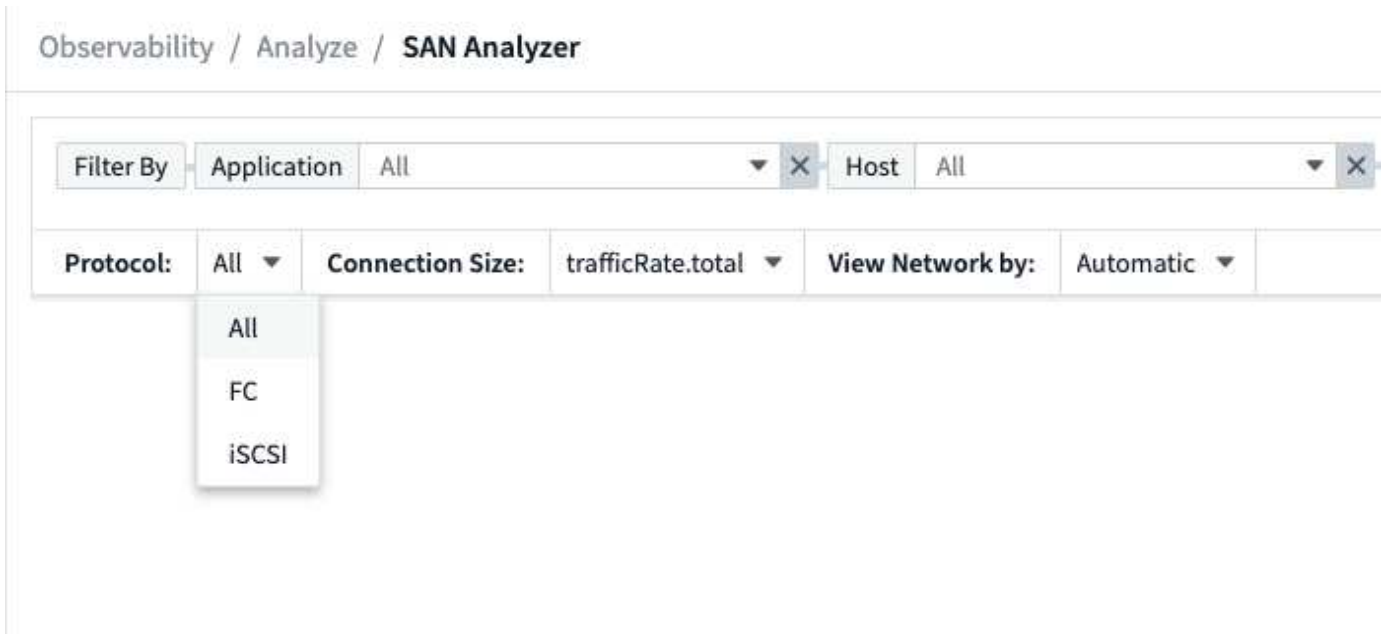 Observability / Analyze / SAN Analyzer
Filter By Application All Host All
Protocol: All Connection Size: trafficRate.total View Network by: Automatic
All
FC
iSCSI